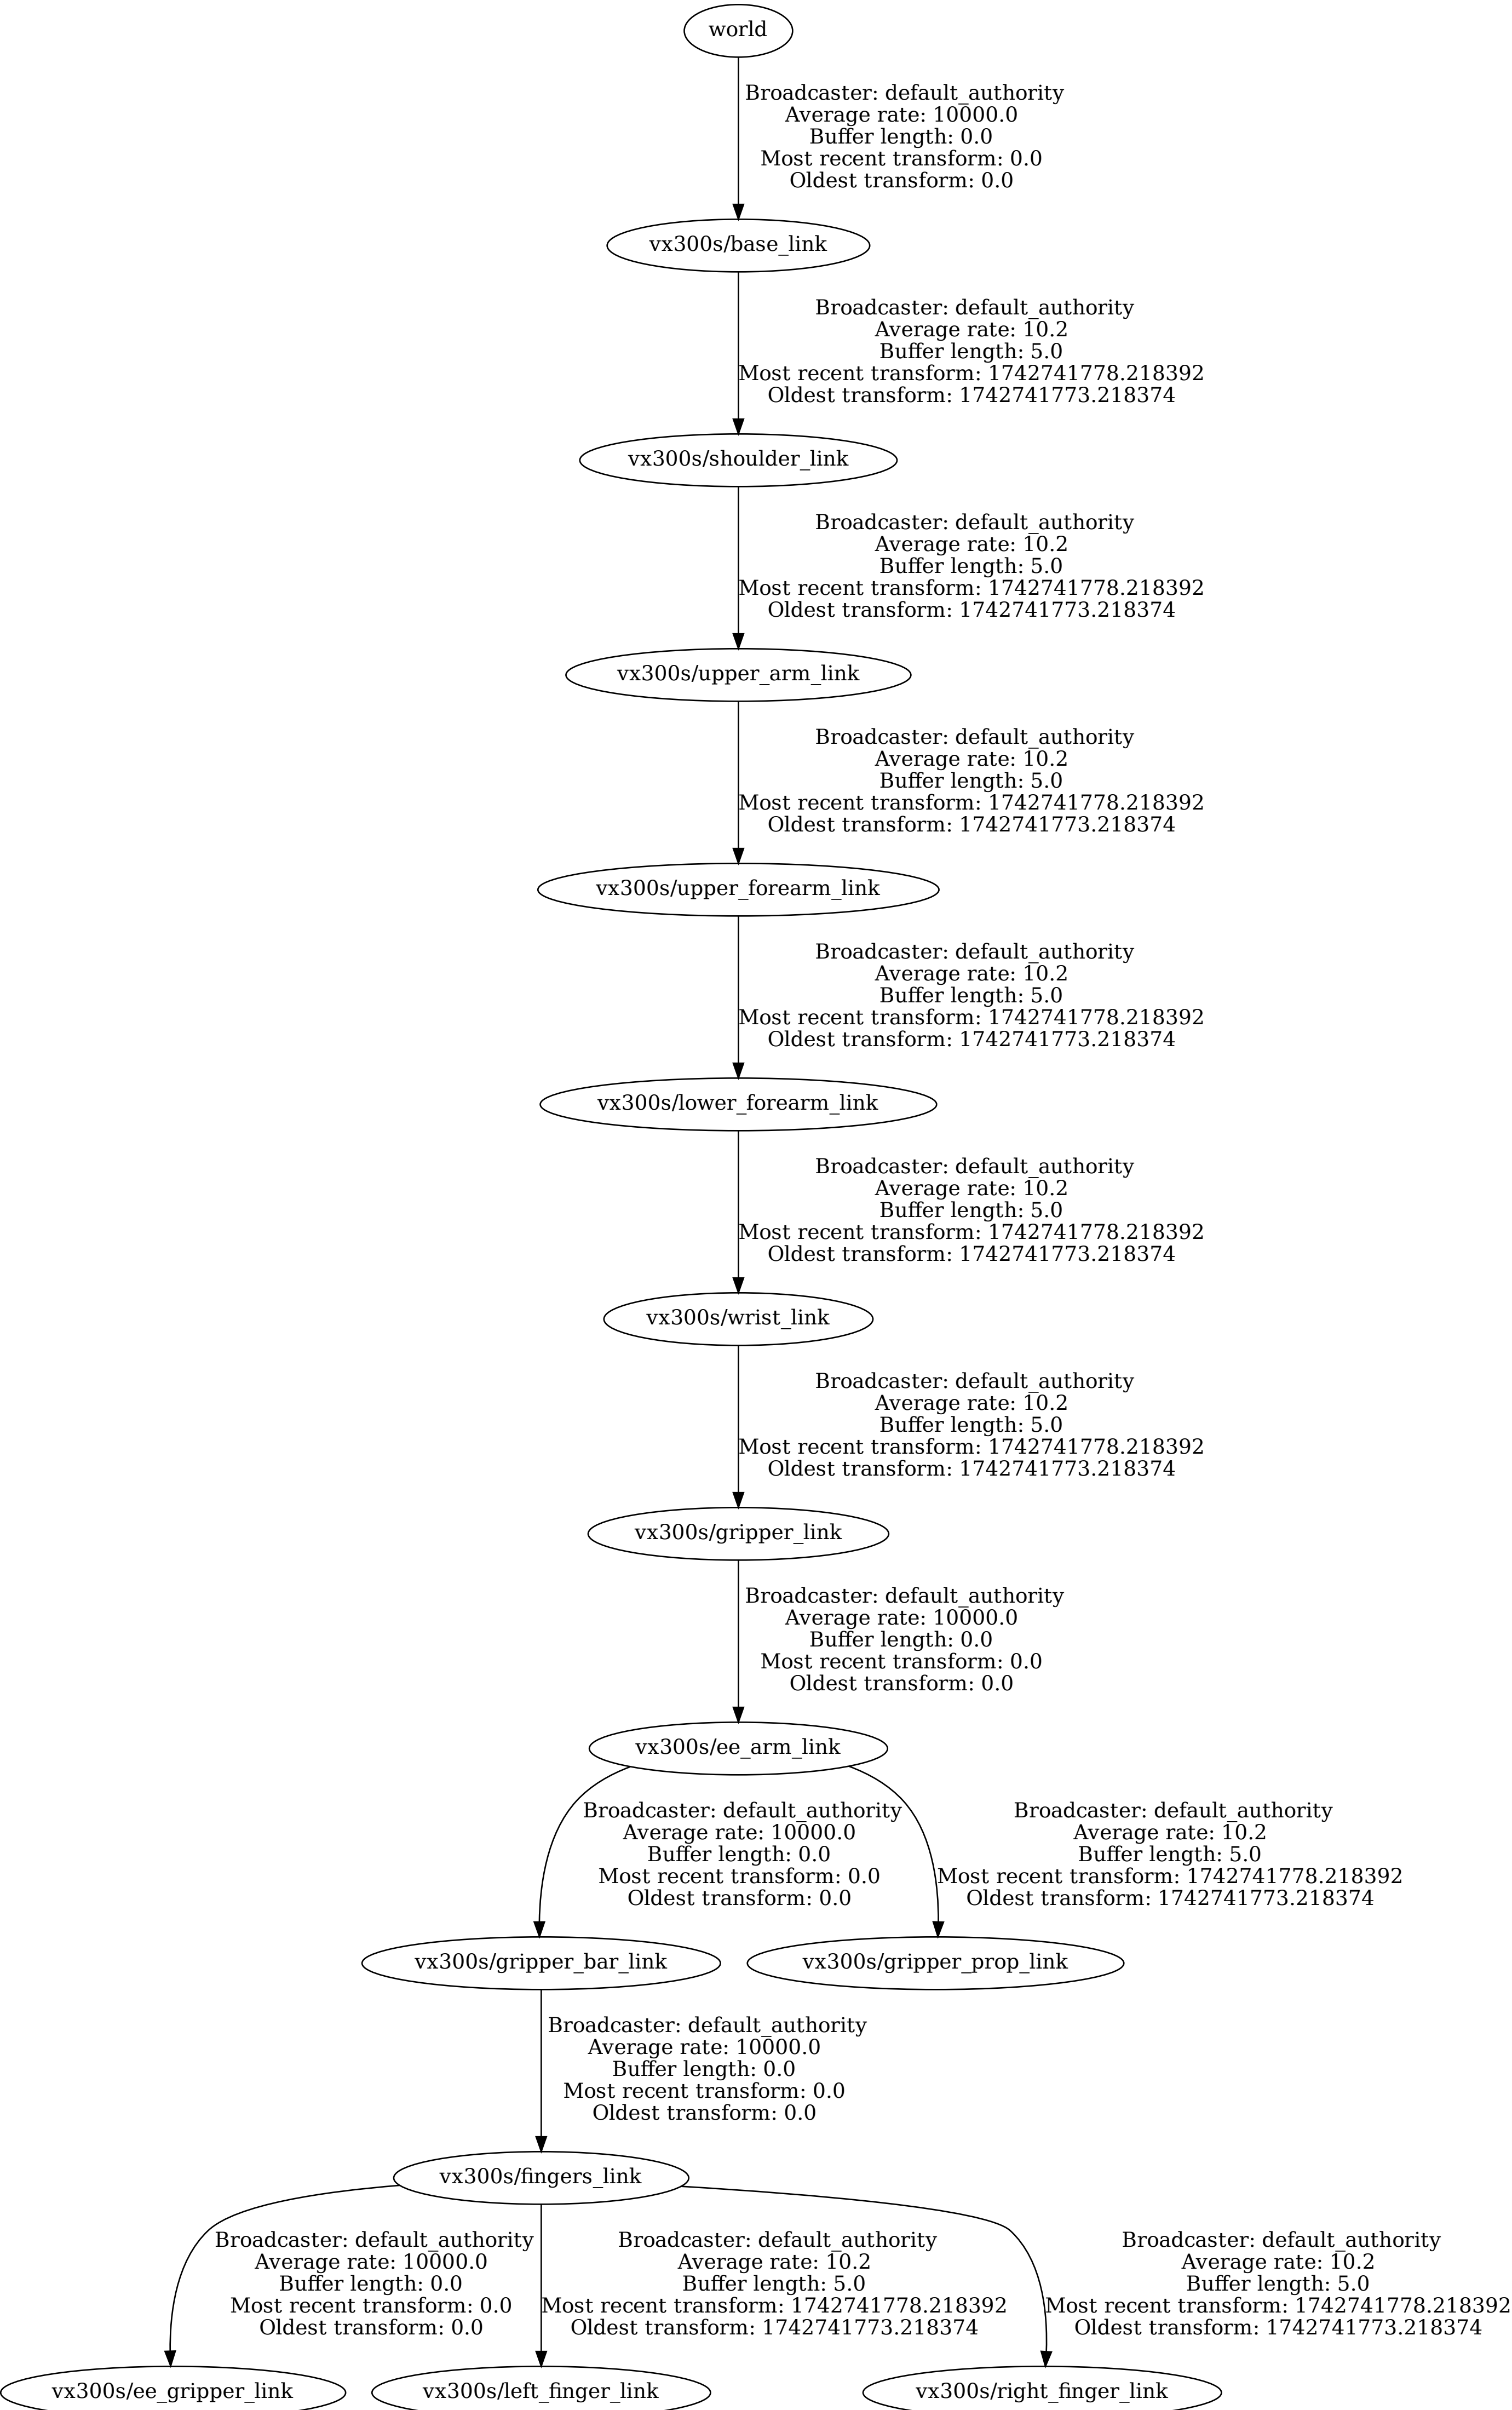 world
Broadcaster: default_authority
Average rate: 10000.0
Buffer length: 0.0
Most recent transform: 0.0
Oldest transform: 0.0
vx300s/base_link
Broadcaster: default_authority
Average rate: 10.2
Buffer length: 5.0
Most recent transform: 1742741778.218392
Oldest transform: 1742741773.218374
vx300s/shoulder_link
Broadcaster: default_authority
Average rate: 10.2
Buffer length: 5.0
Most recent transform: 1742741778.218392
Oldest transform: 1742741773.218374
vx300s/upper_arm_link
Broadcaster: default_authority
Average rate: 10.2
Buffer length: 5.0
Most recent transform: 1742741778.218392
Oldest transform: 1742741773.218374
vx300s/upper_forearm_link
Broadcaster: default_authority
Average rate: 10.2
Buffer length: 5.0
Most recent transform: 1742741778.218392
Oldest transform: 1742741773.218374
vx300s/lower_forearm_link
Broadcaster: default_authority
Average rate: 10.2
Buffer length: 5.0
Most recent transform: 1742741778.218392
Oldest transform: 1742741773.218374
vx300s/wrist_link
Broadcaster: default_authority
Average rate: 10.2
Buffer length: 5.0
Most recent transform: 1742741778.218392
Oldest transform: 1742741773.218374
vx300s/gripper_link
Broadcaster: default_authority
Average rate: 10000.0
Buffer length: 0.0
Most recent transform: 0.0
Oldest transform: 0.0
vx300s/ee_arm_link
Broadcaster: default_authority
Average rate: 10000.0
Buffer length: 0.0
Most recent transform: 0.0
Oldest transform: 0.0
Broadcaster: default_authority
Average rate: 10.2
Buffer length: 5.0
Most recent transform: 1742741778.218392
Oldest transform: 1742741773.218374
vx300s/gripper_bar_link
vx300s/gripper_prop_link
Broadcaster: default_authority
Average rate: 10000.0
Buffer length: 0.0
Most recent transform: 0.0
Oldest transform: 0.0
vx300s/fingers_link
Broadcaster: default_authority
Average rate: 10000.0
Buffer length: 0.0
Most recent transform: 0.0
Oldest transform: 0.0
Broadcaster: default_authority
Average rate: 10.2
Buffer length: 5.0
Most recent transform: 1742741778.218392
Oldest transform: 1742741773.218374
Broadcaster: default_authority
Average rate: 10.2
Buffer length: 5.0
Most recent transform: 1742741778.218392
Oldest transform: 1742741773.218374
vx300s/ee_gripper_link
vx300s/left_finger_link
vx300s/right_finger_link